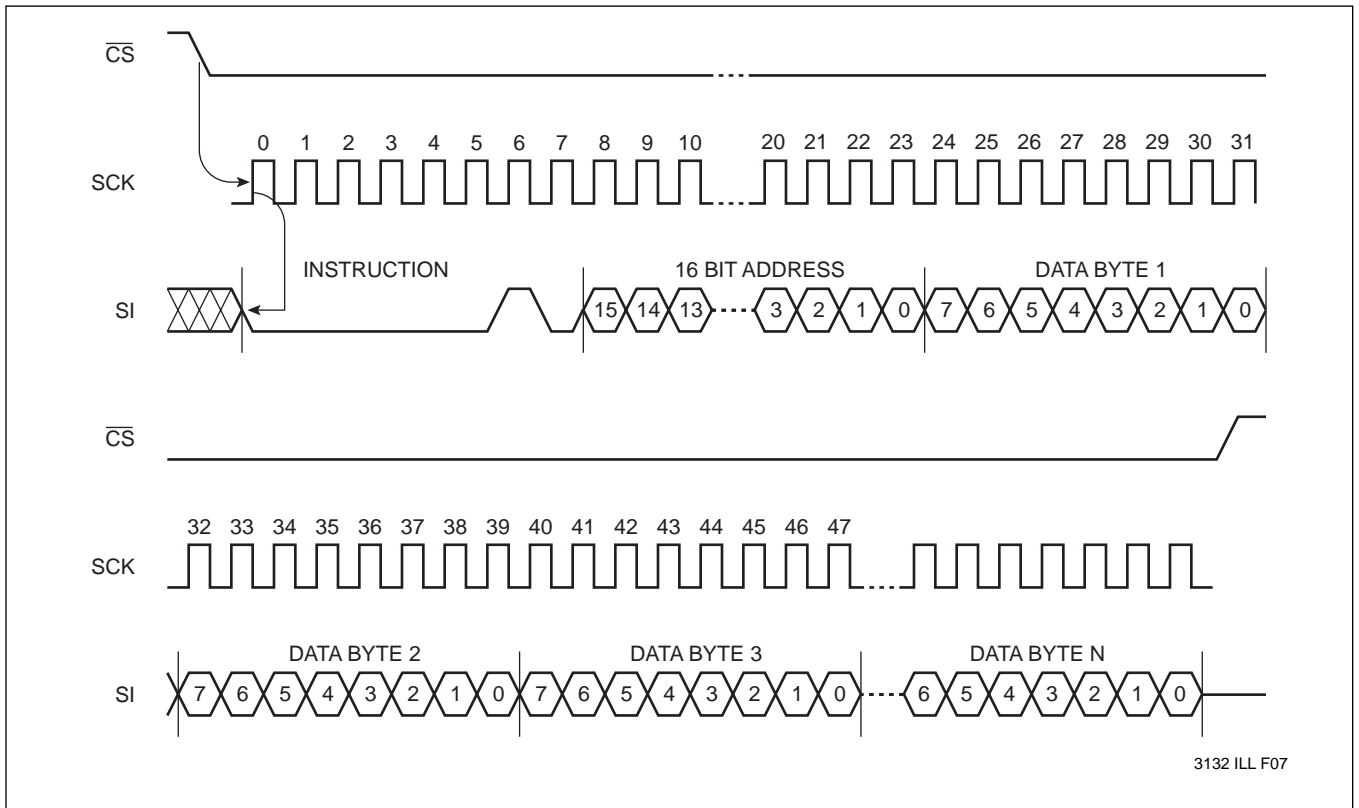 CS
0 1 2 3 4 5 6 7 8 9 10 20 21 22 23 24 25 26 27 28 29 30 31
SCK
INSTRUCTION 16 BIT ADDRESS DATA BYTE 1
SI 15 14 13 3 2 1 0 7 6 5 4 3 2 1 0
CS
32 33 34 35 36 37 38 39 40 41 42 43 44 45 46 47
SCK
DATA BYTE 2 DATA BYTE 3 DATA BYTE N
SI 7 6 5 4 3 2 1 0 7 6 5 4 3 2 1 0 6 5 4 3 2 1 0
3132 ILL F07